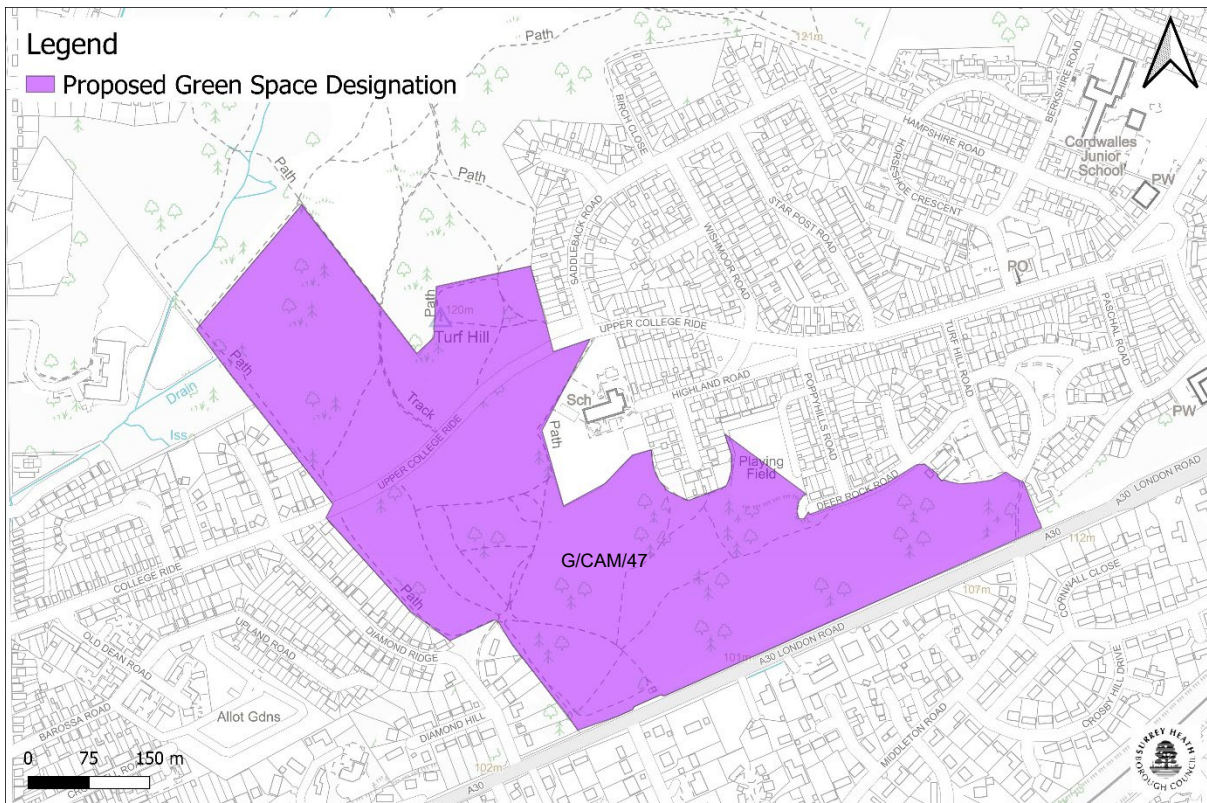 Legend
Proposed Green Space Designation
Path
121m
BERKSHIRE ROAD
BIRCH CLOSE
HAMPSHIRE ROAD
Cordwalles
Junior
School
PW
Path
Path
HORSESHOE CRESCENT
SADDLEBACK ROAD
STAR POST ROAD
WISHMOOR ROAD
PO
Path
120m
Turf Hill
UPPER COLLEGE RIDE
TURF HILL ROAD
PASCHAL ROAD
Path
Drain
Track
Sch
HIGHLAND ROAD
POPPYHILLS ROAD
PW
Iss
Path
UPPER COLLEGE RIDE
Playing
Field
DEER ROCK ROAD
A30 LONDON ROAD
A30
112m
G/CAM/47
COLLEGE RIDE
Path
107m
CORNWALL CLOSE
UPLAND ROAD
OLD DEAN ROAD
DIAMOND RIDGE
101m
A30 LONDON ROAD
CROSBY HILL DRIVE
BAROSSA ROAD
Allot Gdns
DIAMOND HILL
MIDDLETON ROAD
102m
0 75 150 m
SURREY HEATH
BOROUGH COUNCIL